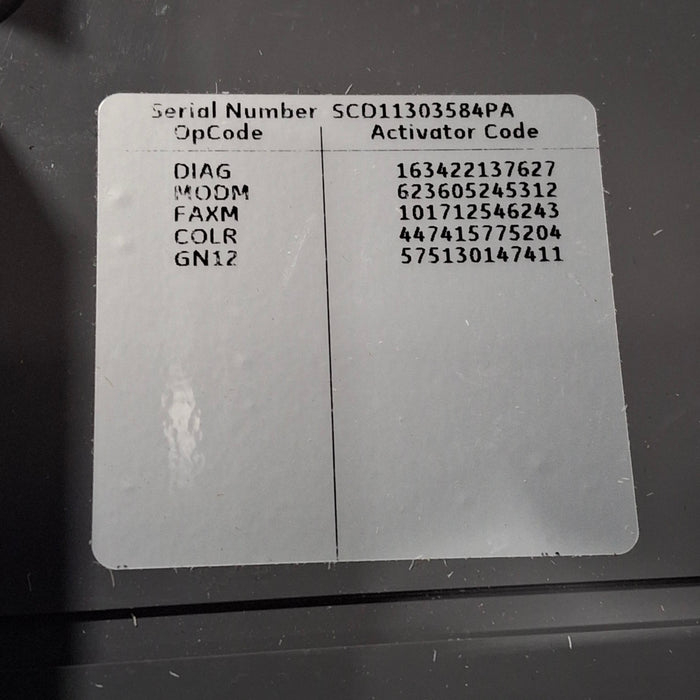 Serial Number SCD11303584PA
OpCode Activator Code
DIAG 163422137627
MODM 623605245312
FAXM 101712546243
COLR 447415775204
GN12 575130147411